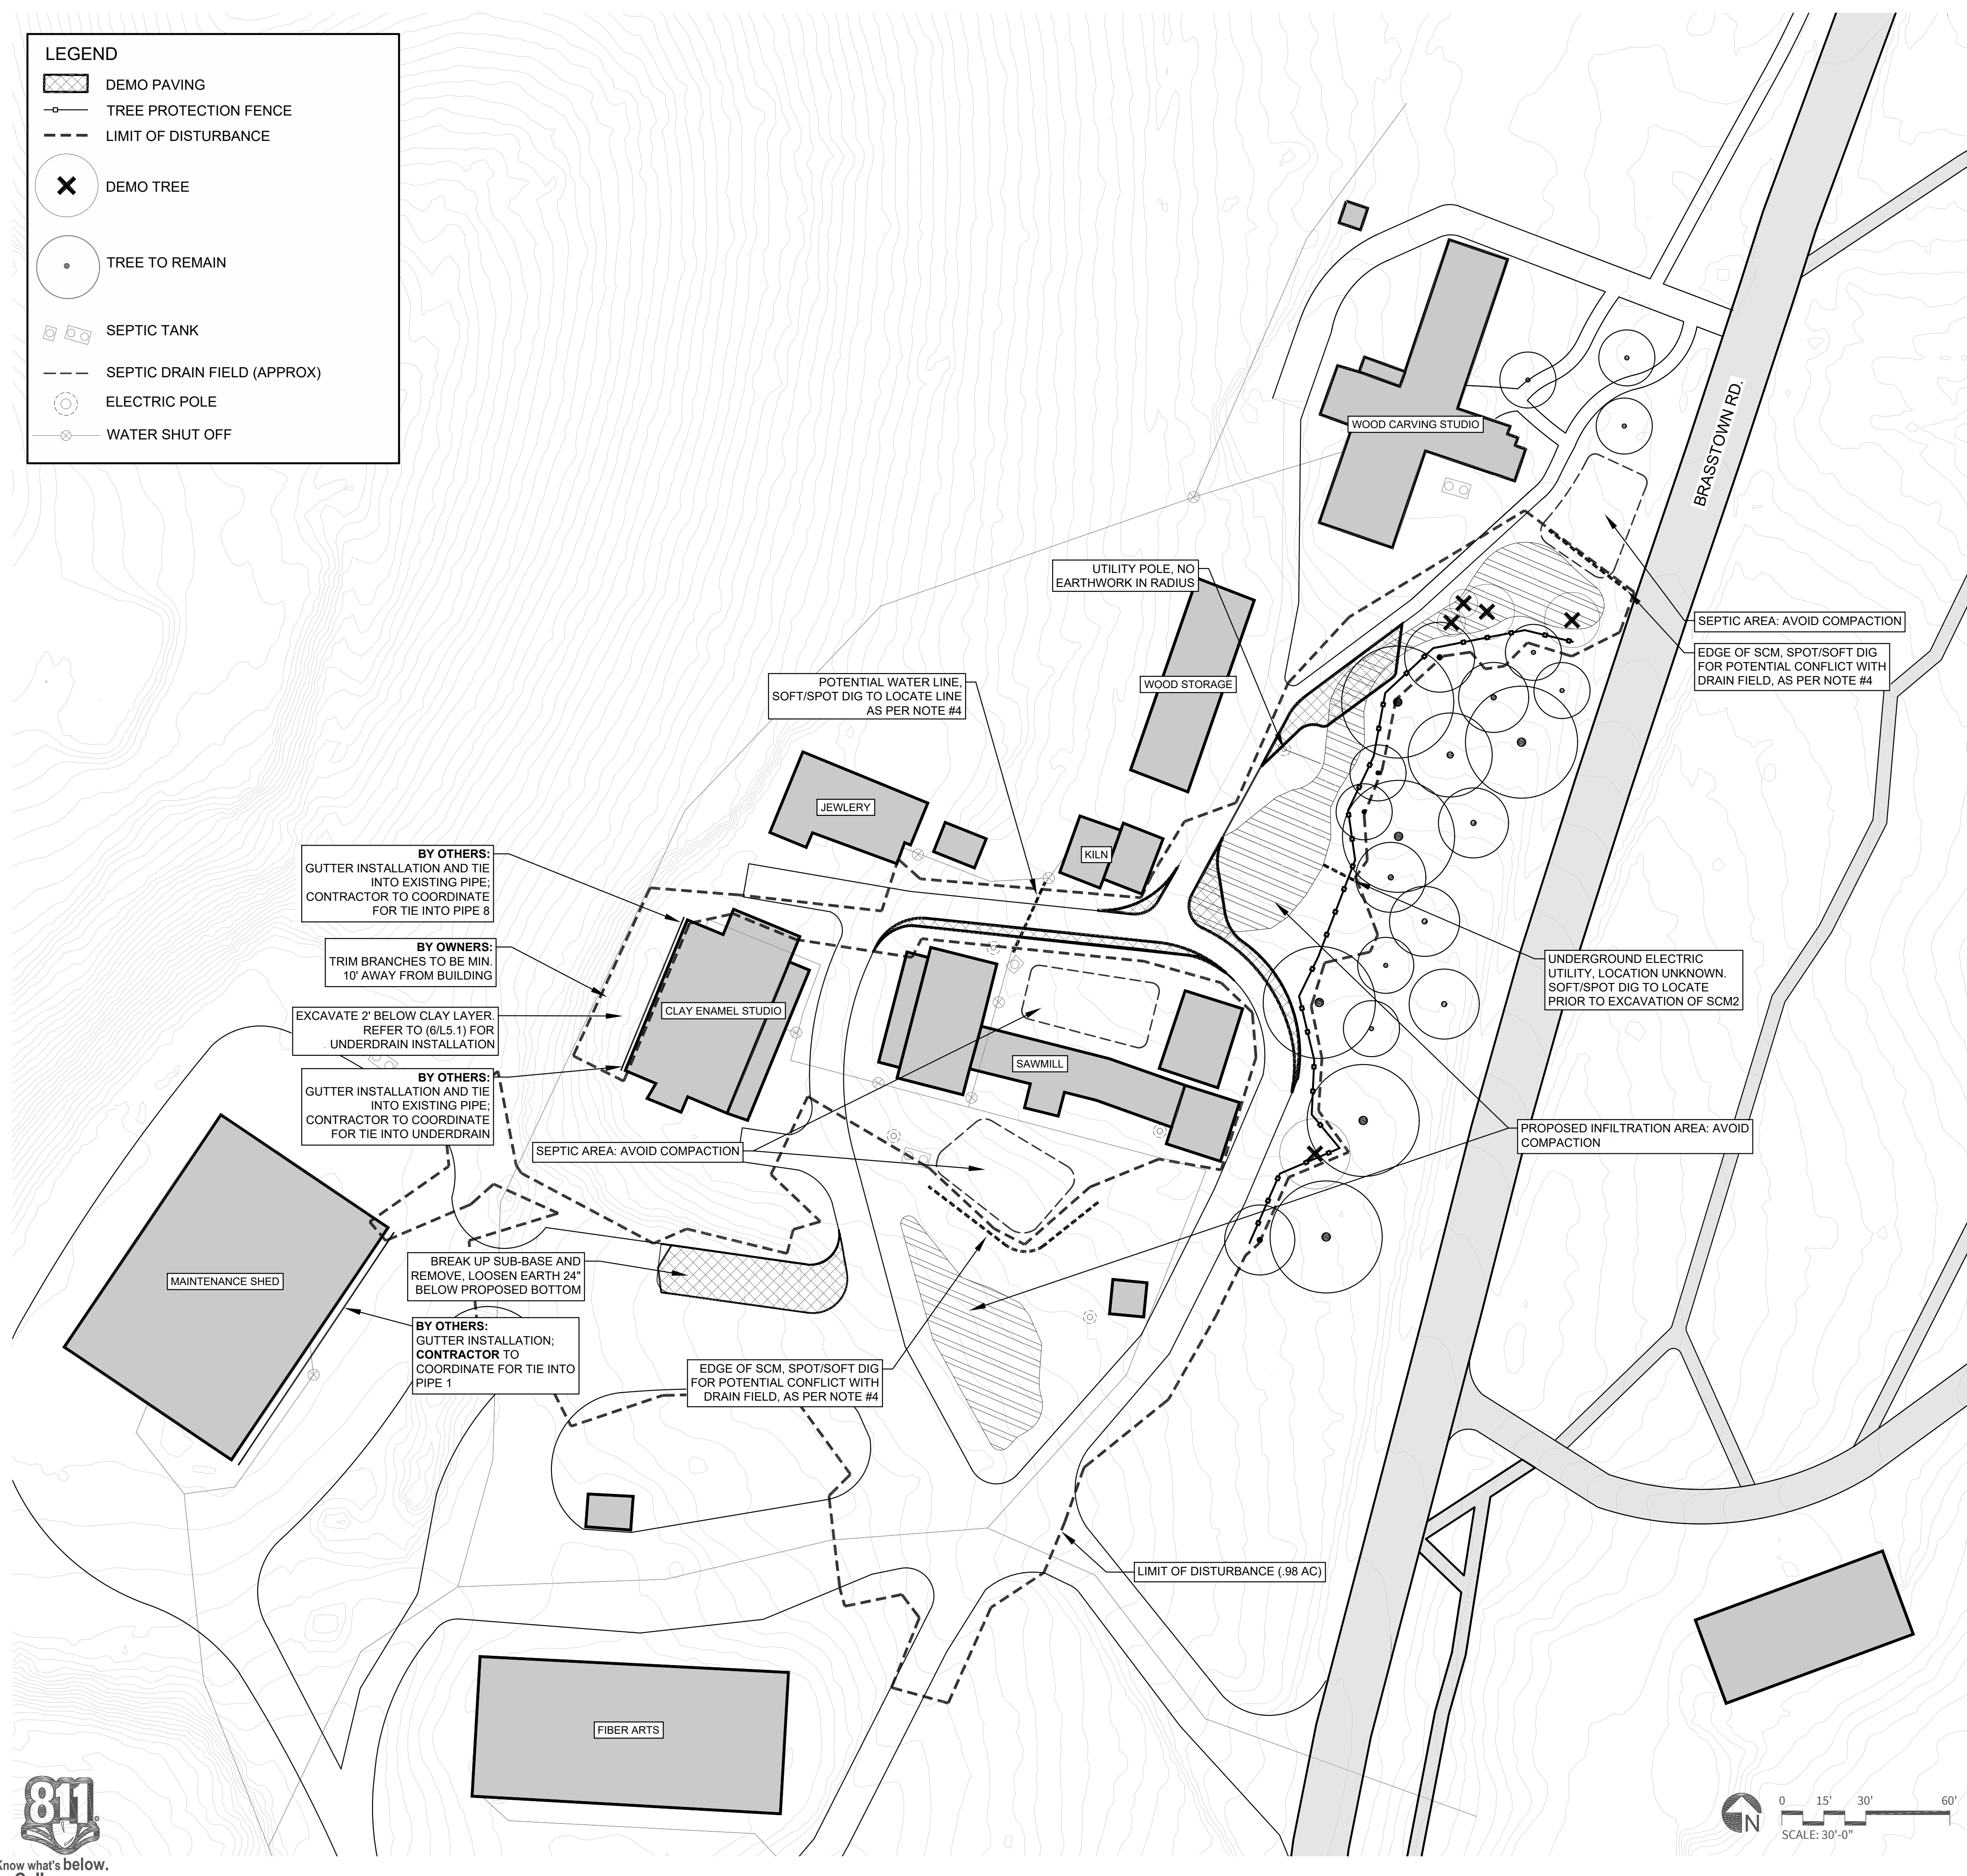 LEGEND
DEMO PAVING
TREE PROTECTION FENCE
LIMIT OF DISTURBANCE
DEMO TREE
TREE TO REMAIN
SEPTIC TANK
SEPTIC DRAIN FIELD (APPROX)
ELECTRIC POLE
WATER SHUT OFF
BRASSTOWN RD.
WOOD CARVING STUDIO
UTILITY POLE, NO
EARTHWORK IN RADIUS
SEPTIC AREA: AVOID COMPACTION
EDGE OF SCM, SPOT/SOFT DIG
FOR POTENTIAL CONFLICT WITH
DRAIN FIELD, AS PER NOTE #4
POTENTIAL WATER LINE,
SOFT/SPOT DIG TO LOCATE LINE
AS PER NOTE #4
WOOD STORAGE
JEWLERY
KILN
BY OTHERS:
GUTTER INSTALLATION AND TIE
INTO EXISTING PIPE;
CONTRACTOR TO COORDINATE
FOR TIE INTO PIPE 8
BY OWNERS:
TRIM BRANCHES TO BE MIN.
10' AWAY FROM BUILDING
EXCAVATE 2' BELOW CLAY LAYER.
REFER TO (6/L5.1) FOR
UNDERDRAIN INSTALLATION
CLAY ENAMEL STUDIO
UNDERGROUND ELECTRIC
UTILITY, LOCATION UNKNOWN.
SOFT/SPOT DIG TO LOCATE
PRIOR TO EXCAVATION OF SCM2
SAWMILL
BY OTHERS:
GUTTER INSTALLATION AND TIE
INTO EXISTING PIPE;
CONTRACTOR TO COORDINATE
FOR TIE INTO UNDERDRAIN
SEPTIC AREA: AVOID COMPACTION
PROPOSED INFILTRATION AREA: AVOID
COMPACTION
MAINTENANCE SHED
BREAK UP SUB-BASE AND
REMOVE, LOOSEN EARTH 24"
BELOW PROPOSED BOTTOM
BY OTHERS:
GUTTER INSTALLATION;
CONTRACTOR TO
COORDINATE FOR TIE INTO
PIPE 1
EDGE OF SCM, SPOT/SOFT DIG
FOR POTENTIAL CONFLICT WITH
DRAIN FIELD, AS PER NOTE #4
LIMIT OF DISTURBANCE (.98 AC)
FIBER ARTS
811
Know what's below.
N
0 15' 30' 60'
SCALE: 30'-0"